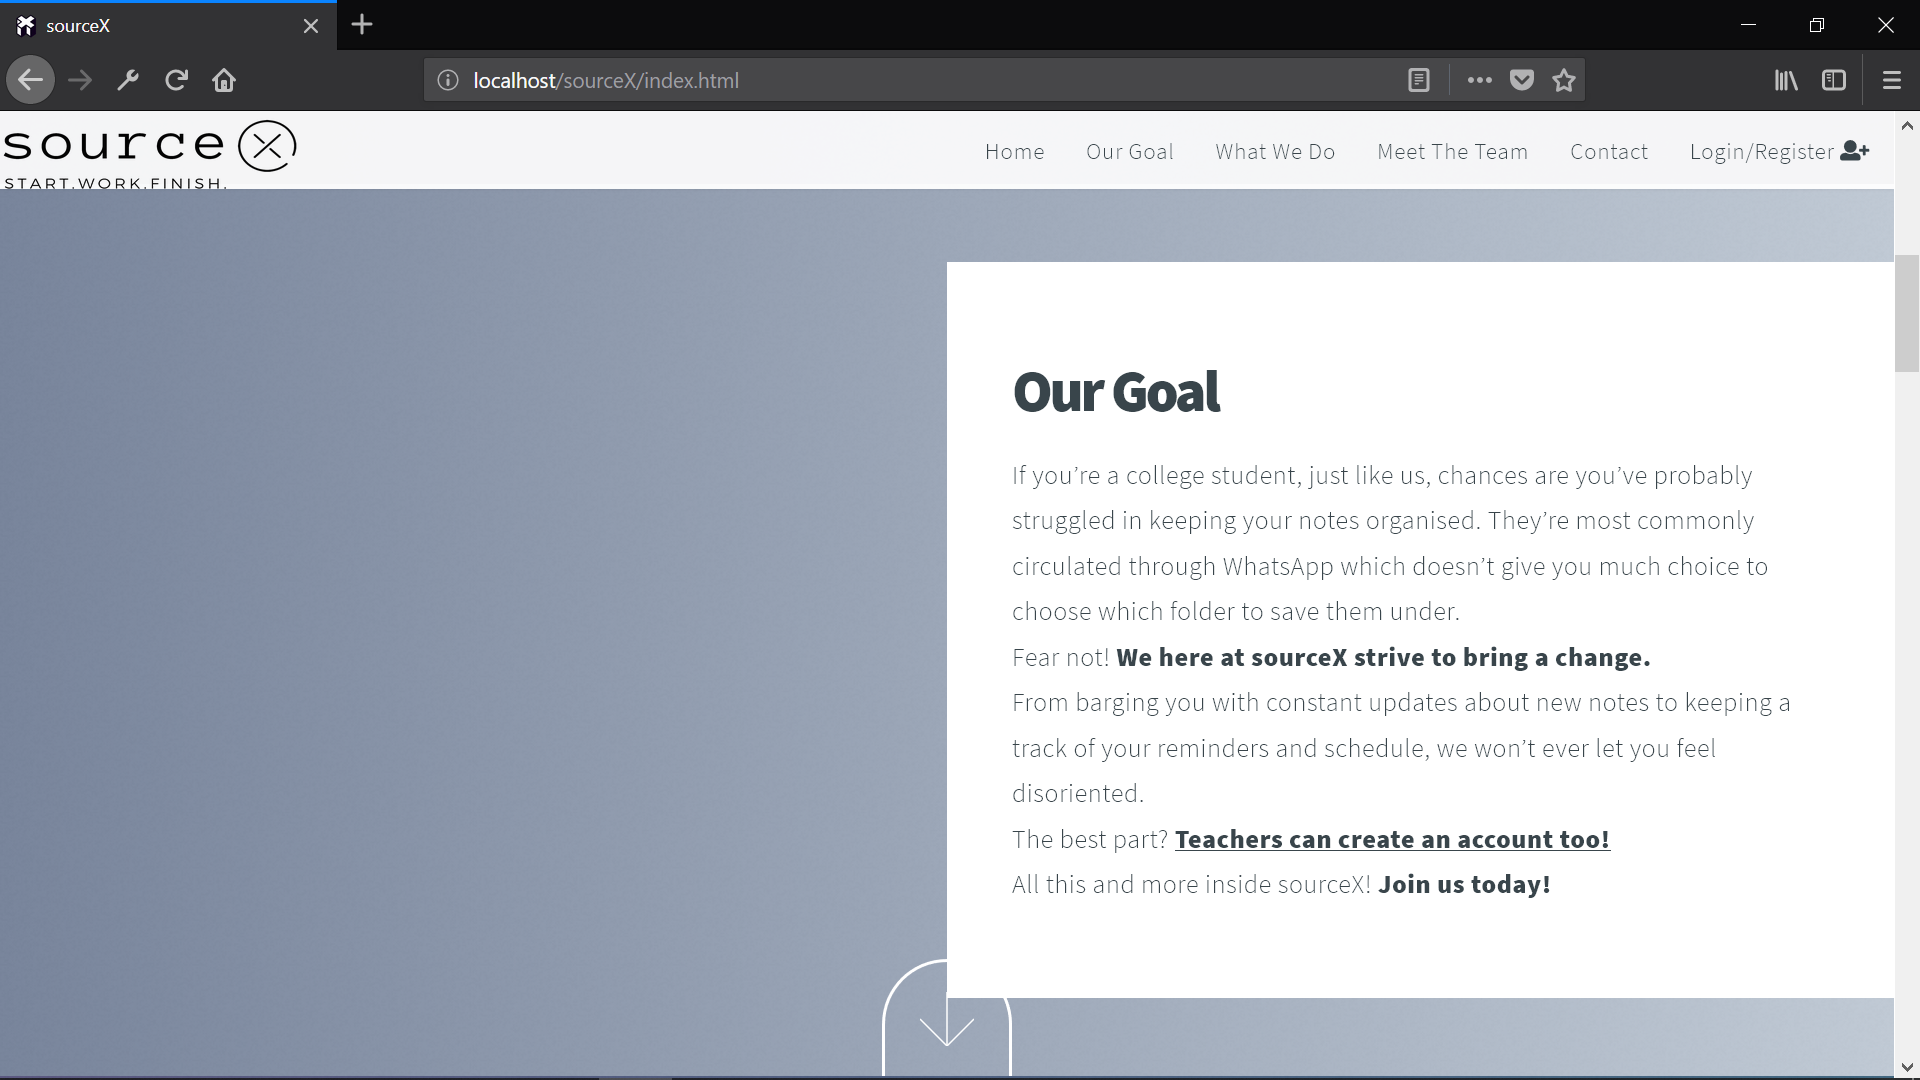 sourceX
localhost/sourceX/index.html
source X
START.WORK.FINISH.
Home Our Goal What We Do Meet The Team Contact Login/Register
Our Goal
If you’re a college student, just like us, chances are you’ve probably
struggled in keeping your notes organised. They’re most commonly
circulated through WhatsApp which doesn’t give you much choice to
choose which folder to save them under.
Fear not! We here at sourceX strive to bring a change.
From barging you with constant updates about new notes to keeping a
track of your reminders and schedule, we won’t ever let you feel
disoriented.
The best part? Teachers can create an account too!
All this and more inside sourceX! Join us today!